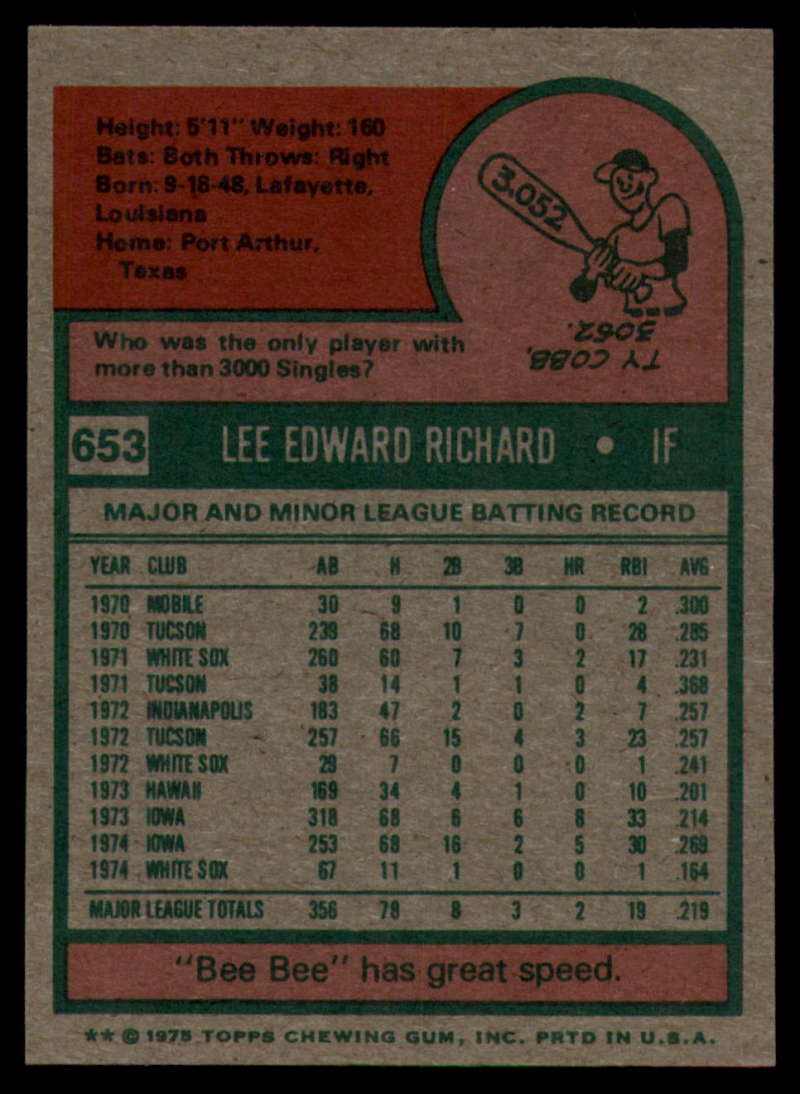 Height: 5'11" Weight: 160
Bats: Both Throws: Right
Born: 9-18-48, Lafayette,
Louisiana
Home: Port Arthur,
Texas
3.052
Who was the only player with
more than 3000 Singles?
TY COBB,
3062.
653 LEE EDWARD RICHARD • IF
MAJOR AND MINOR LEAGUE BATTING RECORD
YEAR CLUB AB H 2B 3B HR RBI AVG
1970 MOBILE 30 9 1 0 0 2 .300
1970 TUCSON 239 68 10 7 0 28 .285
1971 WHITE SOX 260 60 7 3 2 17 .231
1971 TUCSON 38 14 1 1 0 4 .368
1972 INDIANAPOLIS 183 47 2 0 2 7 .257
1972 TUCSON 257 66 15 4 3 23 .257
1972 WHITE SOX 29 7 0 0 0 1 .241
1973 HAWAII 169 34 4 1 0 10 .201
1973 IOWA 318 68 6 6 8 33 .214
1974 IOWA 253 68 16 2 5 30 .269
1974 WHITE SOX 67 11 1 0 0 1 .164
MAJOR LEAGUE TOTALS 356 78 8 3 2 19 .219
"Bee Bee" has great speed.
** © 1975 TOPPS CHEWING GUM, INC. PRTD IN U.S.A.